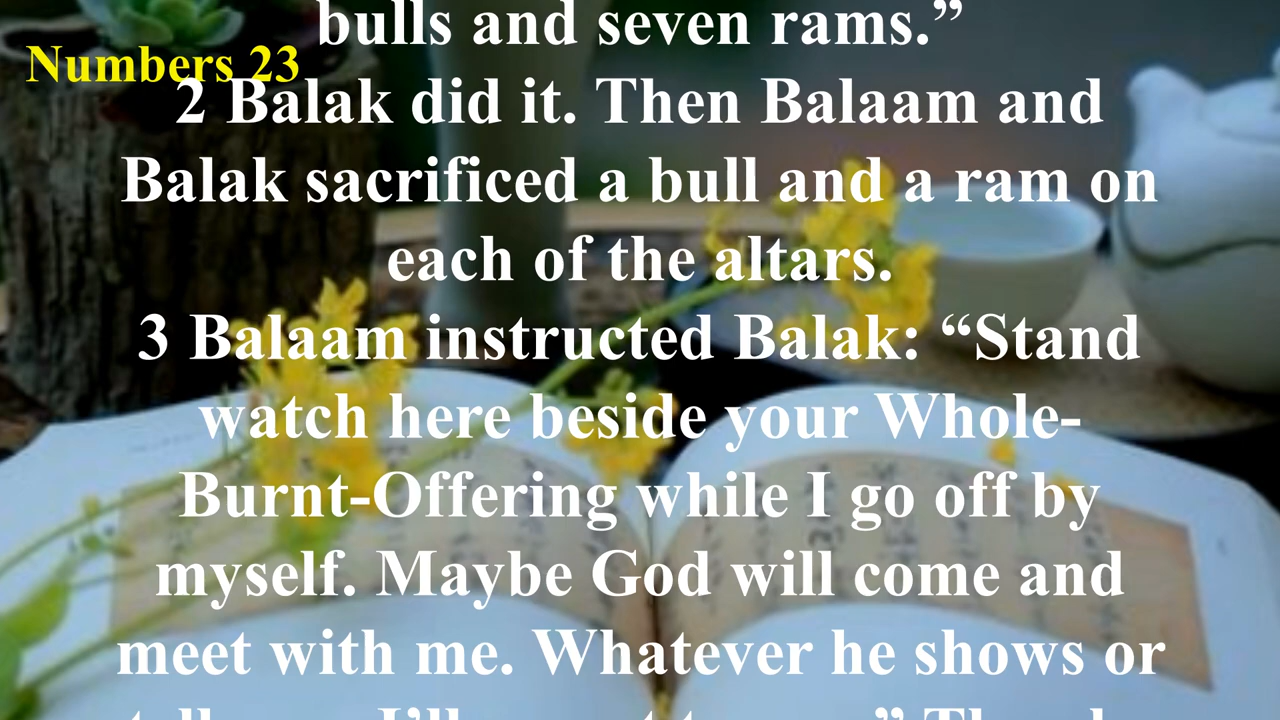 bulls and seven rams.”
Numbers 23
2 Balak did it. Then Balaam and
Balak sacrificed a bull and a ram on
each of the altars.
3 Balaam instructed Balak: “Stand
watch here beside your Whole-
Burnt-Offering while I go off by
myself. Maybe God will come and
meet with me. Whatever he shows or